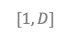 [1, D]